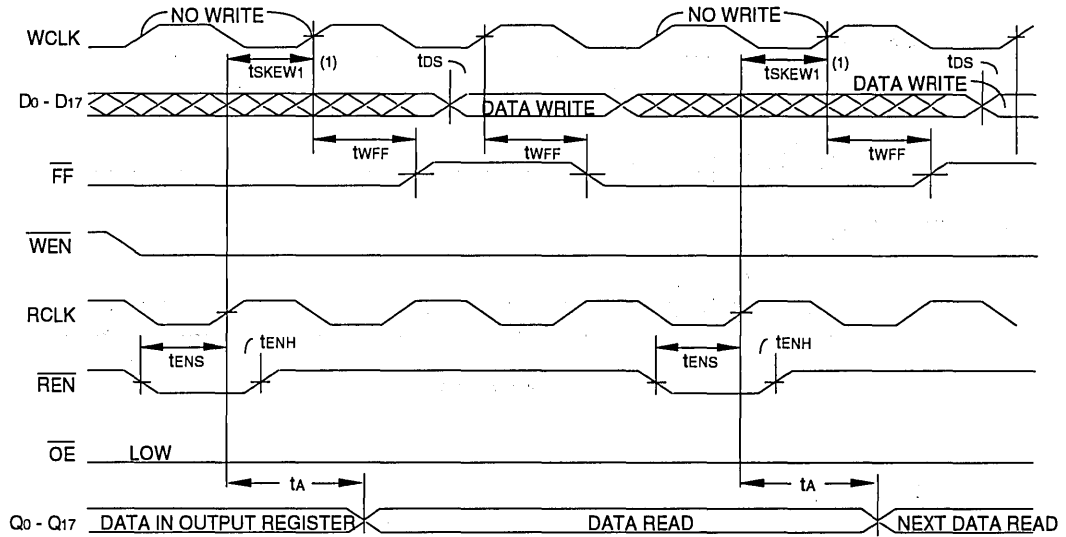 NO WRITE
NO WRITE
WCLK
tSKEW1 (1)
tDS
tSKEW1 (1)
tDS
DATA WRITE
D0 - D17
DATA WRITE
tWFF
tWFF
tWFF
FF
WEN
RCLK
tENS
tENH
tENS
tENH
REN
OE
LOW
tA
tA
Q0 - Q17
DATA IN OUTPUT REGISTER
DATA READ
NEXT DATA READ